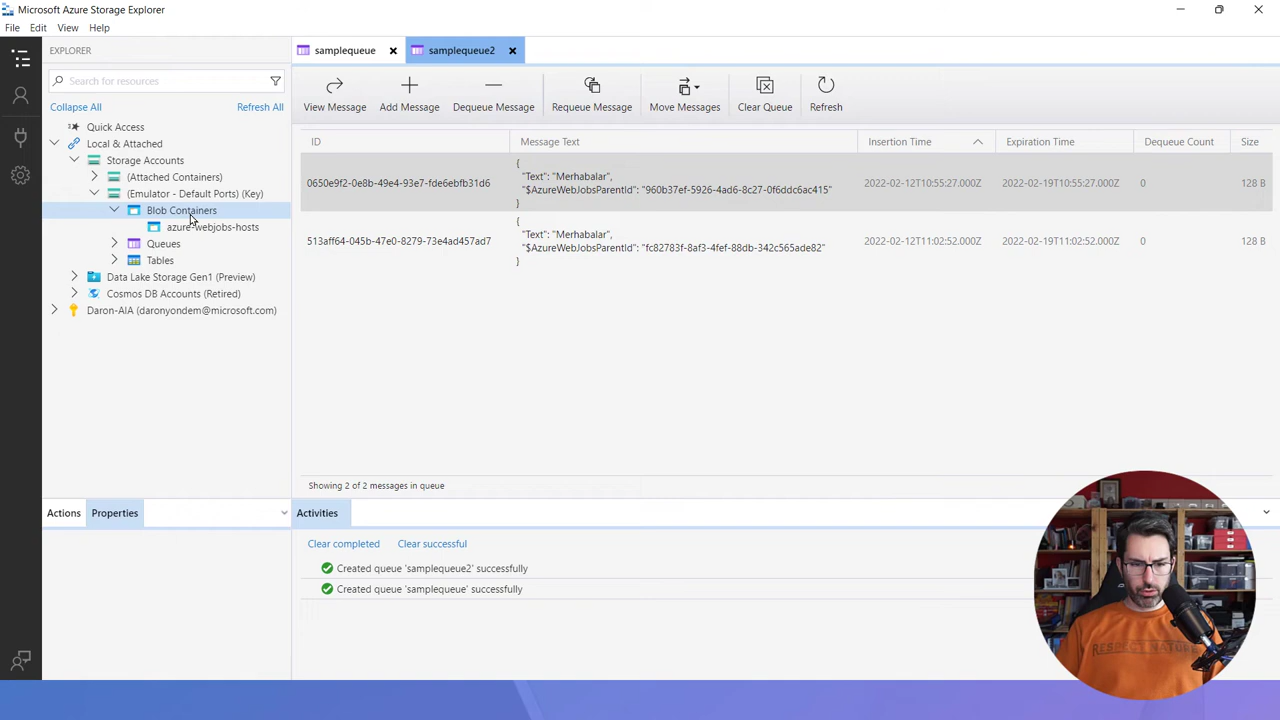 Microsoft Azure Storage Explorer
File Edit View Help
EXPLORER
Search for resources
Collapse All Refresh All
Quick Access
Local & Attached
Storage Accounts
(Attached Containers)
(Emulator - Default Ports) (Key)
Blob Containers
azure-webjobs-hosts
Queues
Tables
Data Lake Storage Gen1 (Preview)
Cosmos DB Accounts (Retired)
Daron-AIA (daronyondem@microsoft.com)
Actions Properties
samplequeue samplequeue2
View Message Add Message Dequeue Message Requeue Message Move Messages Clear Queue Refresh
ID Message Text Insertion Time Expiration Time Dequeue Count Size
{
0650e9f2-0e8b-49e4-93e7-fde6ebfb31d6 "Text": "Merhabalar", 2022-02-12T10:55:27.000Z 2022-02-19T10:55:27.000Z 0 128 B
"$AzureWebJobsParentId": "960b37ef-5926-4ad6-8c27-0f6ddc6ac415"
}
{
513aff64-045b-47e0-8279-73e4ad457ad7 "Text": "Merhabalar", 2022-02-12T11:02:52.000Z 2022-02-19T11:02:52.000Z 0 128 B
"$AzureWebJobsParentId": "fc82783f-8af3-4fef-88db-342c565ade82"
}
Showing 2 of 2 messages in queue
Activities
Clear completed Clear successful
Created queue 'samplequeue2' successfully
Created queue 'samplequeue' successfully
RESPECT NATURE